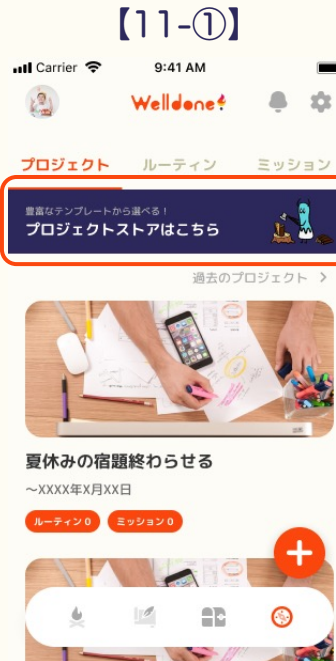 【11-①】
Carrier 9:41 AM
Welldone!
プロジェクト ルーティン ミッション
豊富なテンプレートから選べる！
プロジェクトストアはこちら
過去のプロジェクト >
夏休みの宿題終わらせる
〜XXXX年X月XX日
ルーティン 0 ミッション 0